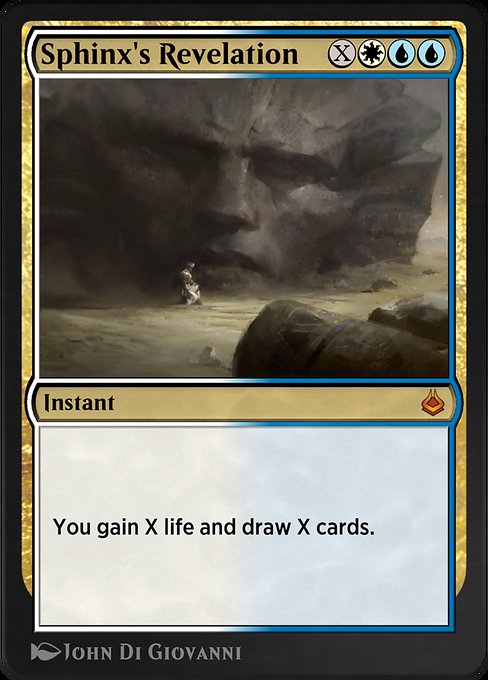 Sphinx's Revelation X
Instant
You gain X life and draw X cards.
John Di Giovanni